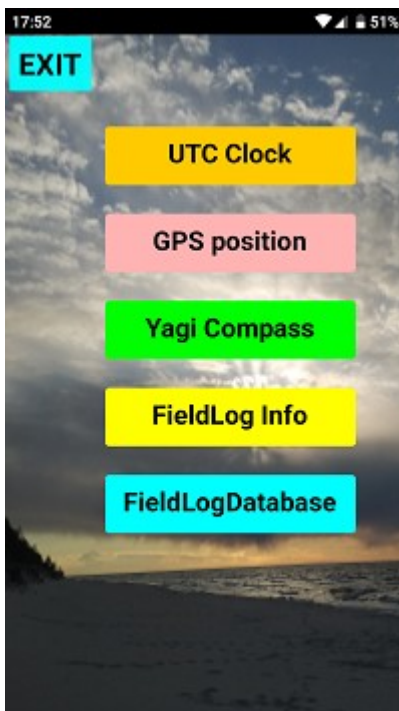 17:52 51%
EXIT
UTC Clock
GPS position
Yagi Compass
FieldLog Info
FieldLogDatabase